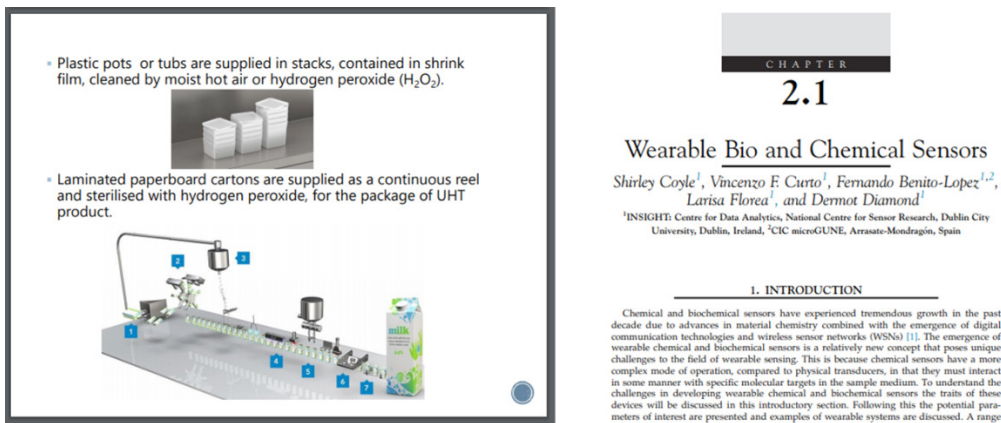 ▪ Plastic pots or tubs are supplied in stacks, contained in shrink
film, cleaned by moist hot air or hydrogen peroxide (H₂O₂).
▪ Laminated paperboard cartons are supplied as a continuous reel
and sterilised with hydrogen peroxide, for the package of UHT
product.
1
2
3
4
5
6
7
milk
CHAPTER
2.1
Wearable Bio and Chemical Sensors
Shirley Coyle¹, Vincenzo F. Curto¹, Fernando Benito-Lopez¹,²,
Larisa Florea¹, and Dermot Diamond¹
¹INSIGHT: Centre for Data Analytics, National Centre for Sensor Research, Dublin City
University, Dublin, Ireland, ²CIC microGUNE, Arrasate-Mondragón, Spain
1. INTRODUCTION
Chemical and biochemical sensors have experienced tremendous growth in the past
decade due to advances in material chemistry combined with the emergence of digital
communication technologies and wireless sensor networks (WSNs) [1]. The emergence of
wearable chemical and biochemical sensors is a relatively new concept that poses unique
challenges to the field of wearable sensing. This is because chemical sensors have a more
complex mode of operation, compared to physical transducers, in that they must interact
in some manner with specific molecular targets in the sample medium. To understand the
challenges in developing wearable chemical and biochemical sensors the traits of these
devices will be discussed in this introductory section. Following this the potential para-
meters of interest are presented and examples of wearable systems are discussed. A range